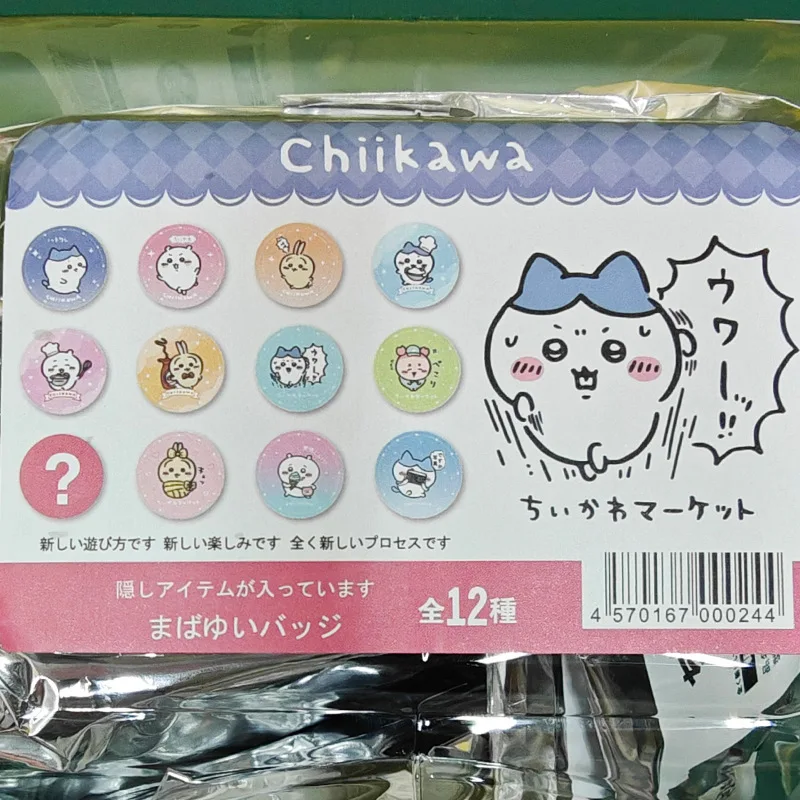 Chiikawa
ウワーッ!!
ちいかわマーケット
?
新しい遊び方です 新しい楽しみです 全く新しいプロセスです
隠しアイテムが入っています
まばゆいバッジ
全12種
4 570167 000244